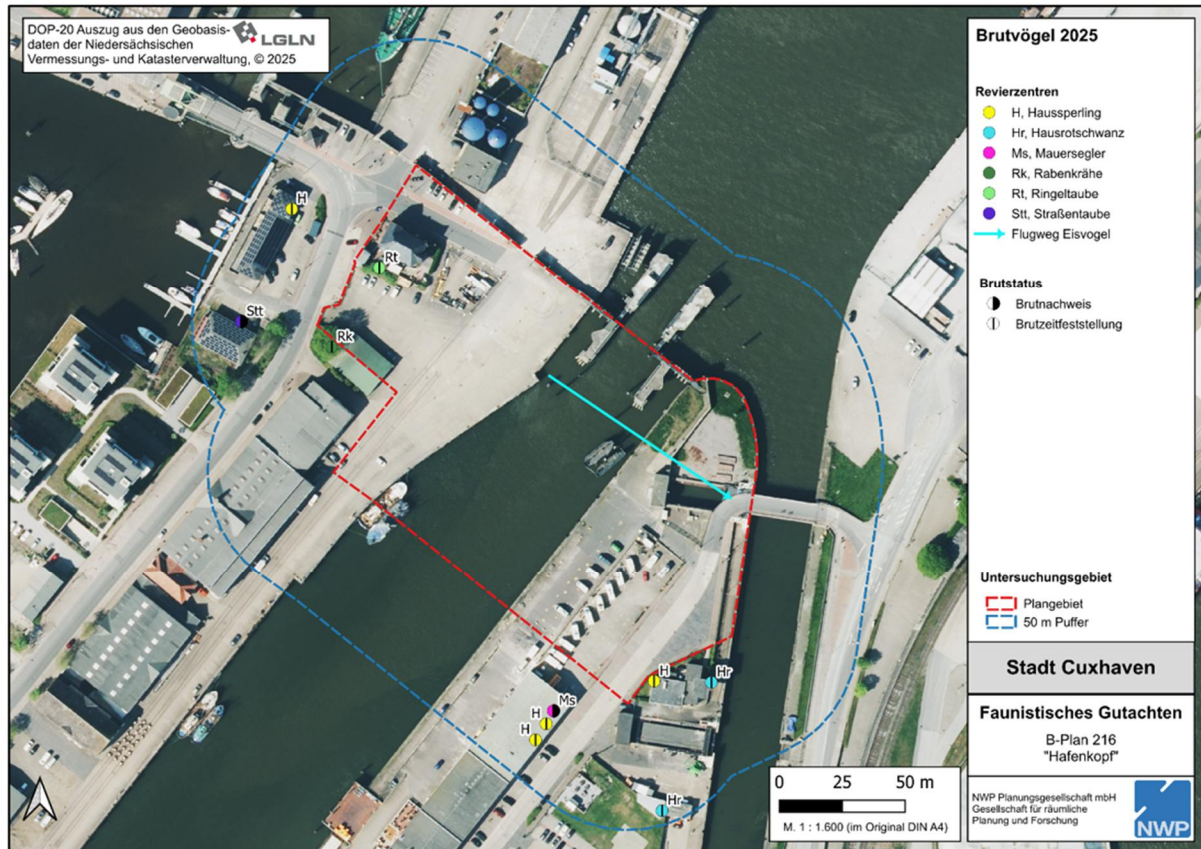 DOP-20 Auszug aus den Geobasis-
daten der Niedersächsischen
Vermessungs- und Katasterverwaltung, © 2025
LGLN
H
Rt
Stt
Rk
H
Hr
Ms
H
H
Hr
0 25 50 m
M. 1 : 1.600 (im Original DIN A4)
Brutvögel 2025
Revierzentren
H, Haussperling
Hr, Hausrotschwanz
Ms, Mauersegler
Rk, Rabenkrähe
Rt, Ringeltaube
Stt, Straßentaube
Flugweg Eisvogel
Brutstatus
Brutnachweis
Brutzeitfeststellung
Untersuchungsgebiet
Plangebiet
50 m Puffer
Stadt Cuxhaven
Faunistisches Gutachten
B-Plan 216
"Hafenkopf"
NWP Planungsgesellschaft mbH
Gesellschaft für räumliche
Planung und Forschung
NWP